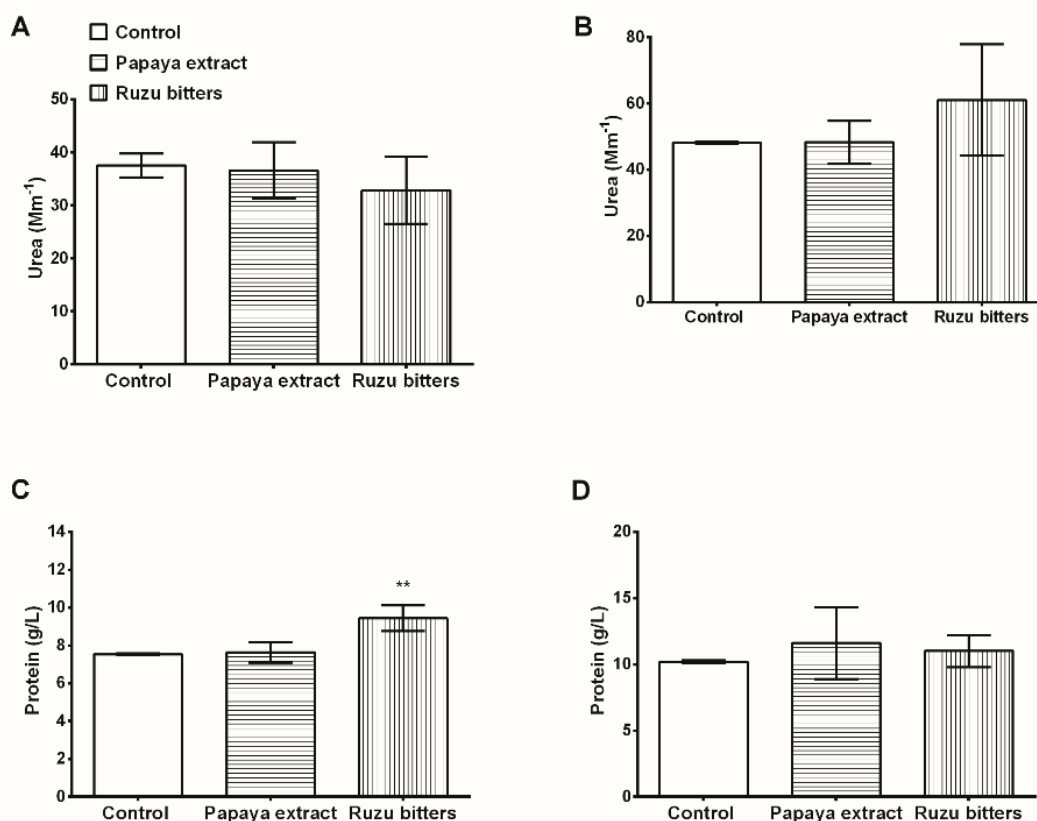 A
Control
Papaya extract
Ruzu bitters
50
40
30
20
10
0
Urea (Mm-1)
Control Papaya extract Ruzu bitters
B
80
60
40
20
0
Urea (Mm-1)
Control Papaya extract Ruzu bitters
C
14
12
10
8
6
4
2
0
Protein (g/L)
**
Control Papaya extract Ruzu bitters
D
20
15
10
5
0
Protein (g/L)
Control Papaya extract Ruzu bitters